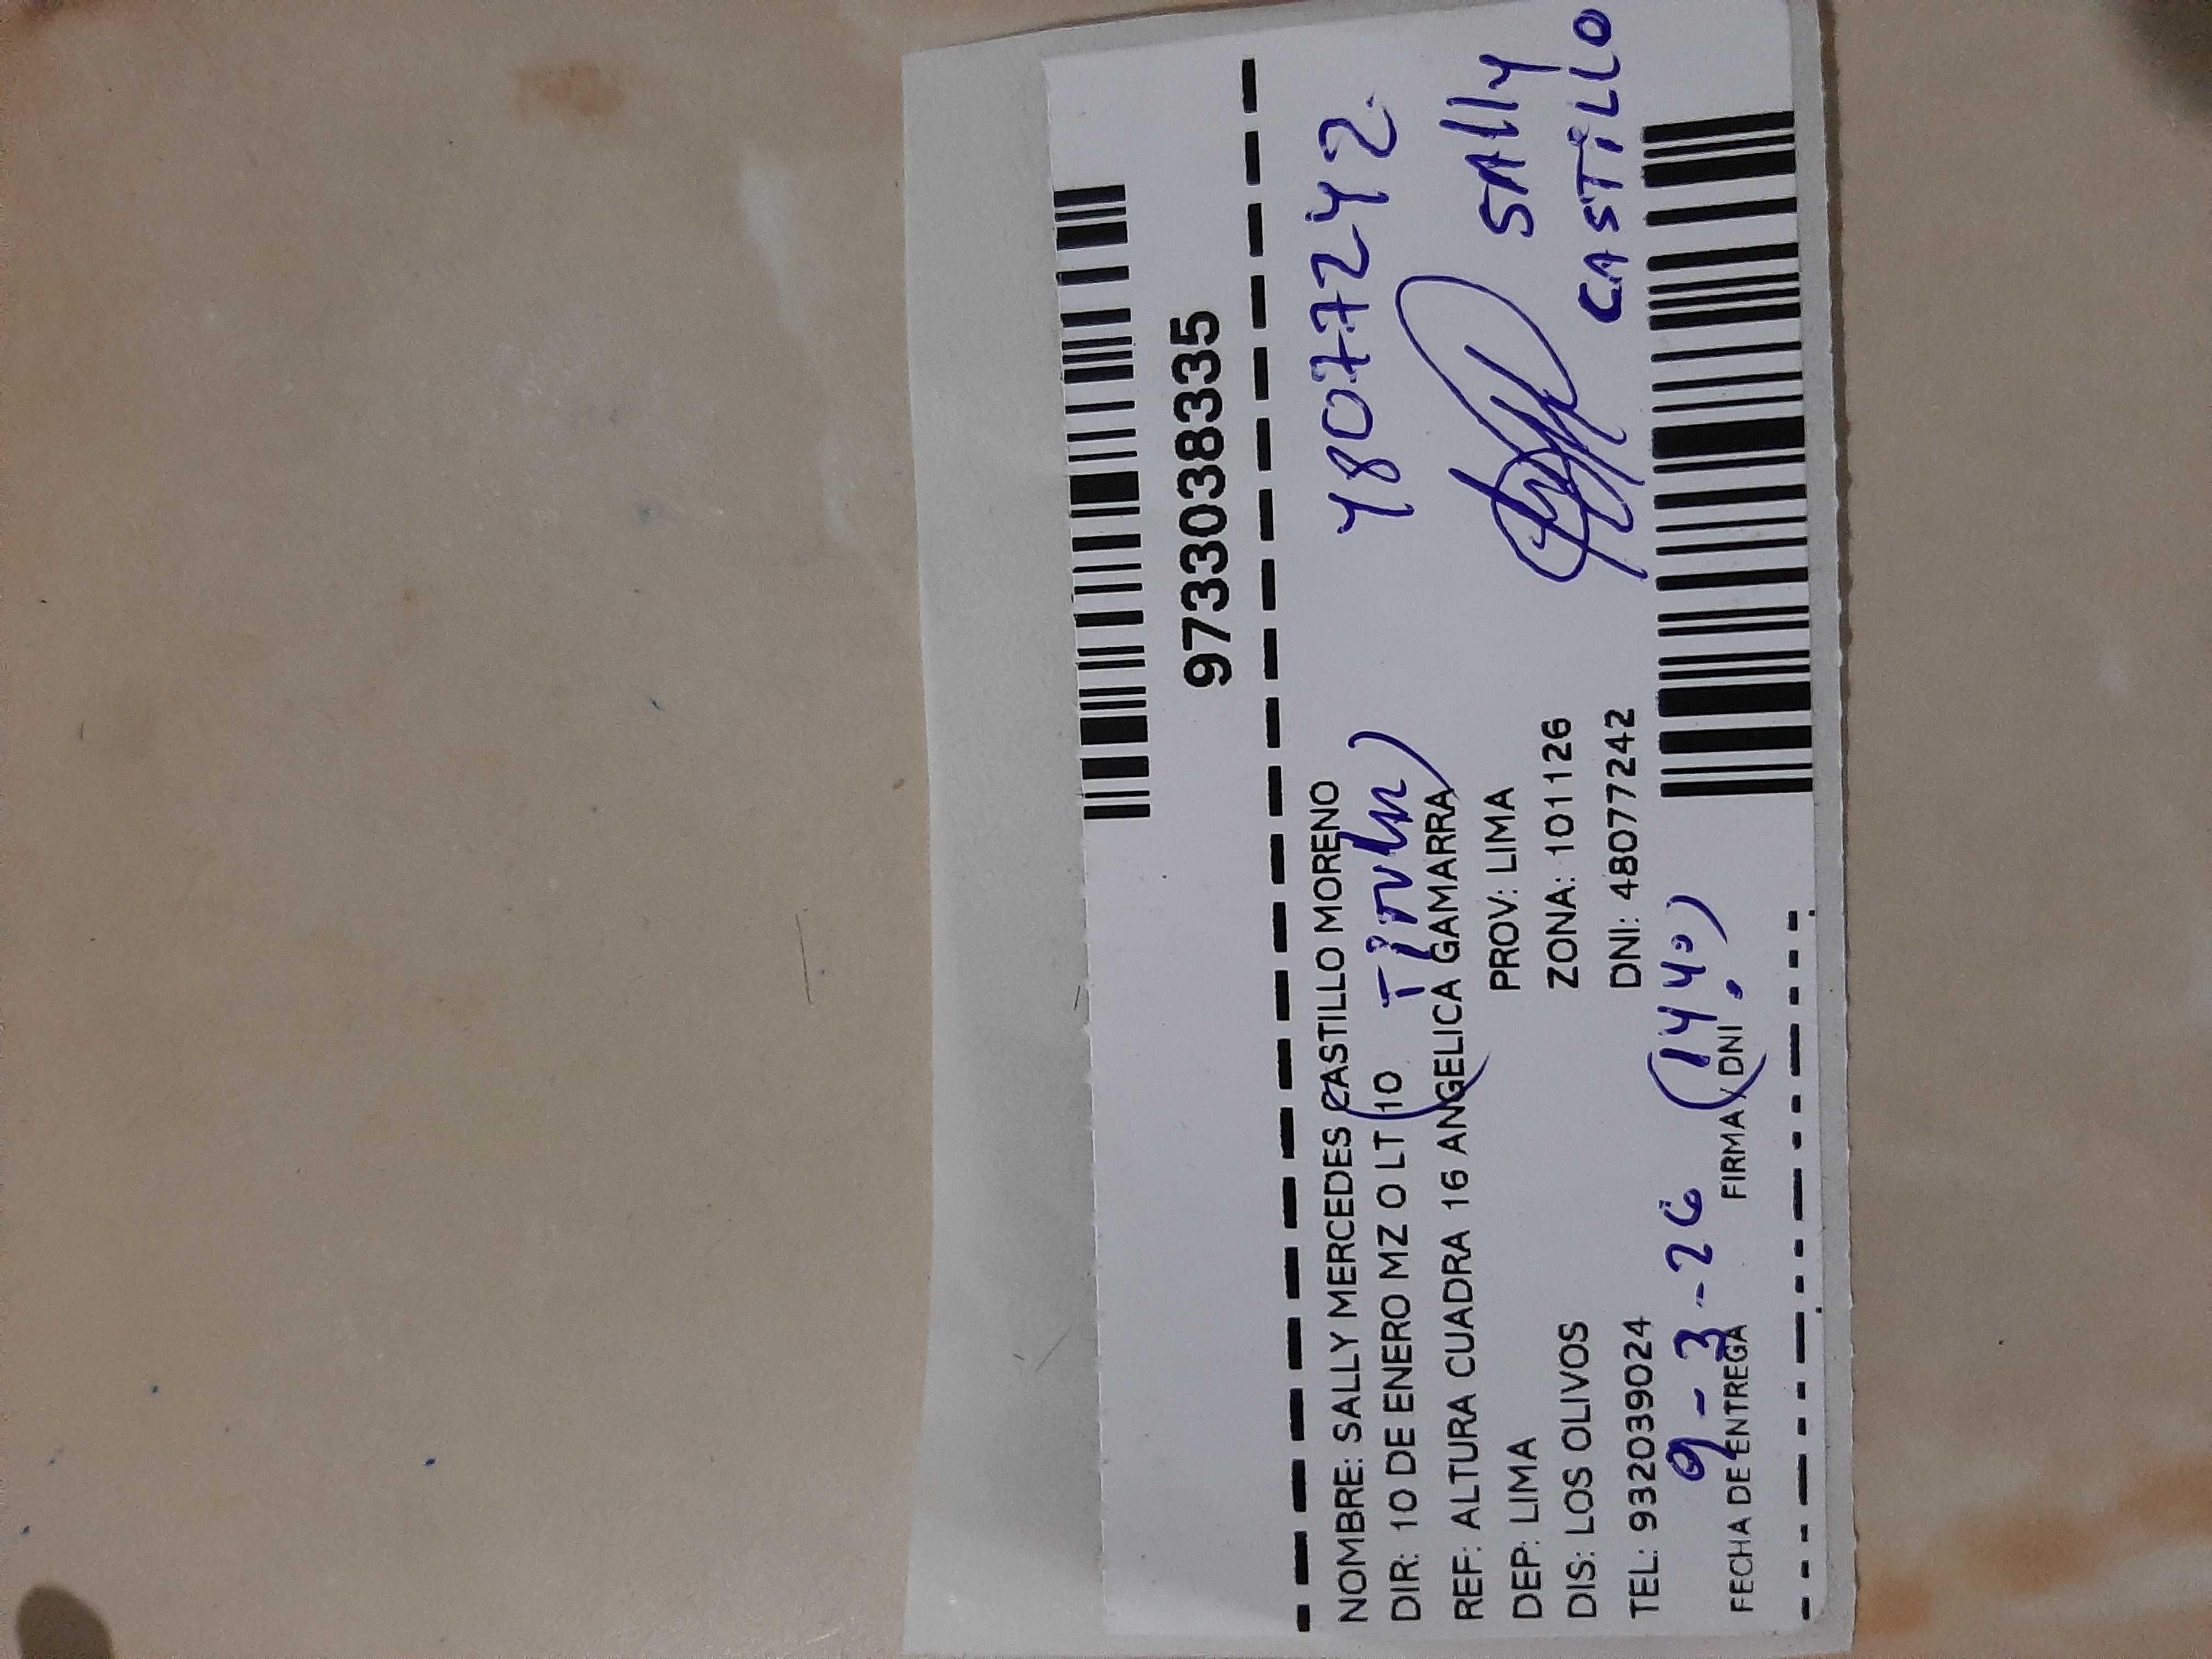 9733038335
NOMBRE: SALLY MERCEDES CASTILLO MORENO
48077242
DIR: 10 DE ENERO MZ O LT 10
(Titular)
REF: ALTURA CUADRA 16 ANGELICA GAMARRA
SAlly
CASTiLLO
DEP: LIMA PROV: LIMA
DIS: LOS OLIVOS ZONA: 101126
TEL: 932039024 DNI: 48077242
9-3-26 (1440)
FECHA DE ENTREGA FIRMA / DNI